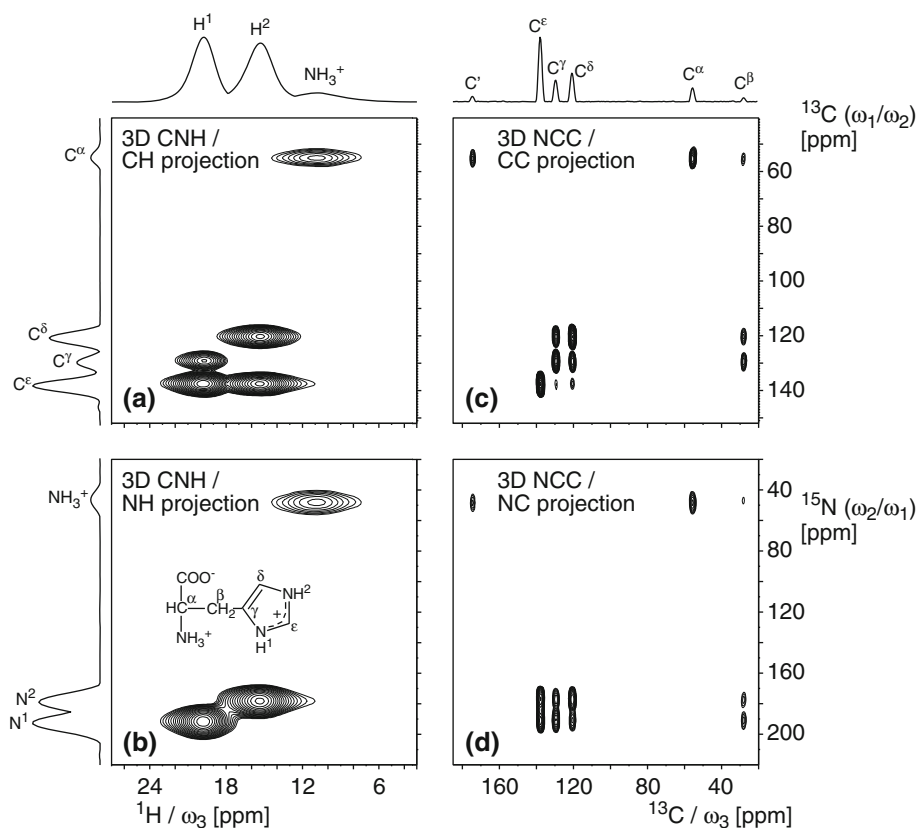 H¹ H² NH₃⁺
C' Cᵋ Cᵞ Cᵟ Cᵅ Cᵝ
¹³C (ω₁/ω₂)
[ppm]
3D CNH /
CH projection
(a)
Cᵅ
Cᵟ
Cᵞ
Cᵋ
3D NCC /
CC projection
(c)
60
80
100
120
140
3D CNH /
NH projection
(b)
NH₃⁺
N²
N¹
COO⁻
HC α
NH₃⁺
β
CH₂
γ
δ
NH²
+
ε
N
H¹
3D NCC /
NC projection
(d)
40
60
80
120
160
200
¹⁵N (ω₂/ω₁)
[ppm]
24 18 12 6
¹H / ω₃ [ppm]
160 120 80 60 40 20
¹³C / ω₃ [ppm]